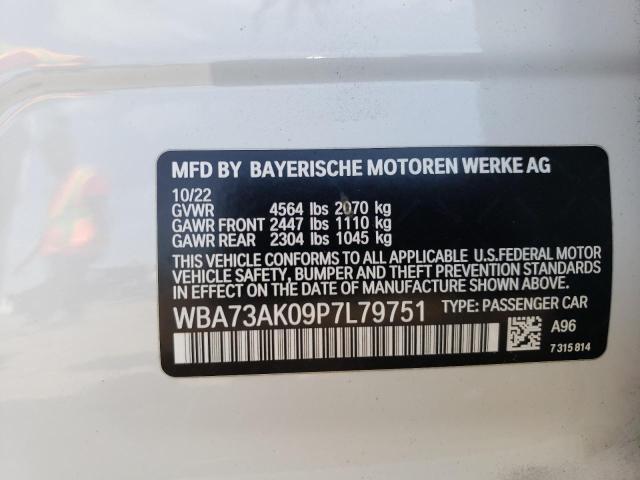 MFD BY BAYERISCHE MOTOREN WERKE AG
10/22
GVWR 4564 lbs 2070 kg
GAWR FRONT 2447 lbs 1110 kg
GAWR REAR 2304 lbs 1045 kg
THIS VEHICLE CONFORMS TO ALL APPLICABLE U.S.FEDERAL MOTOR
VEHICLE SAFETY, BUMPER AND THEFT PREVENTION STANDARDS
IN EFFECT ON THE DATE OF MANUFACTURE SHOWN ABOVE.
WBA73AK09P7L79751 TYPE: PASSENGER CAR
A96
7 315 814